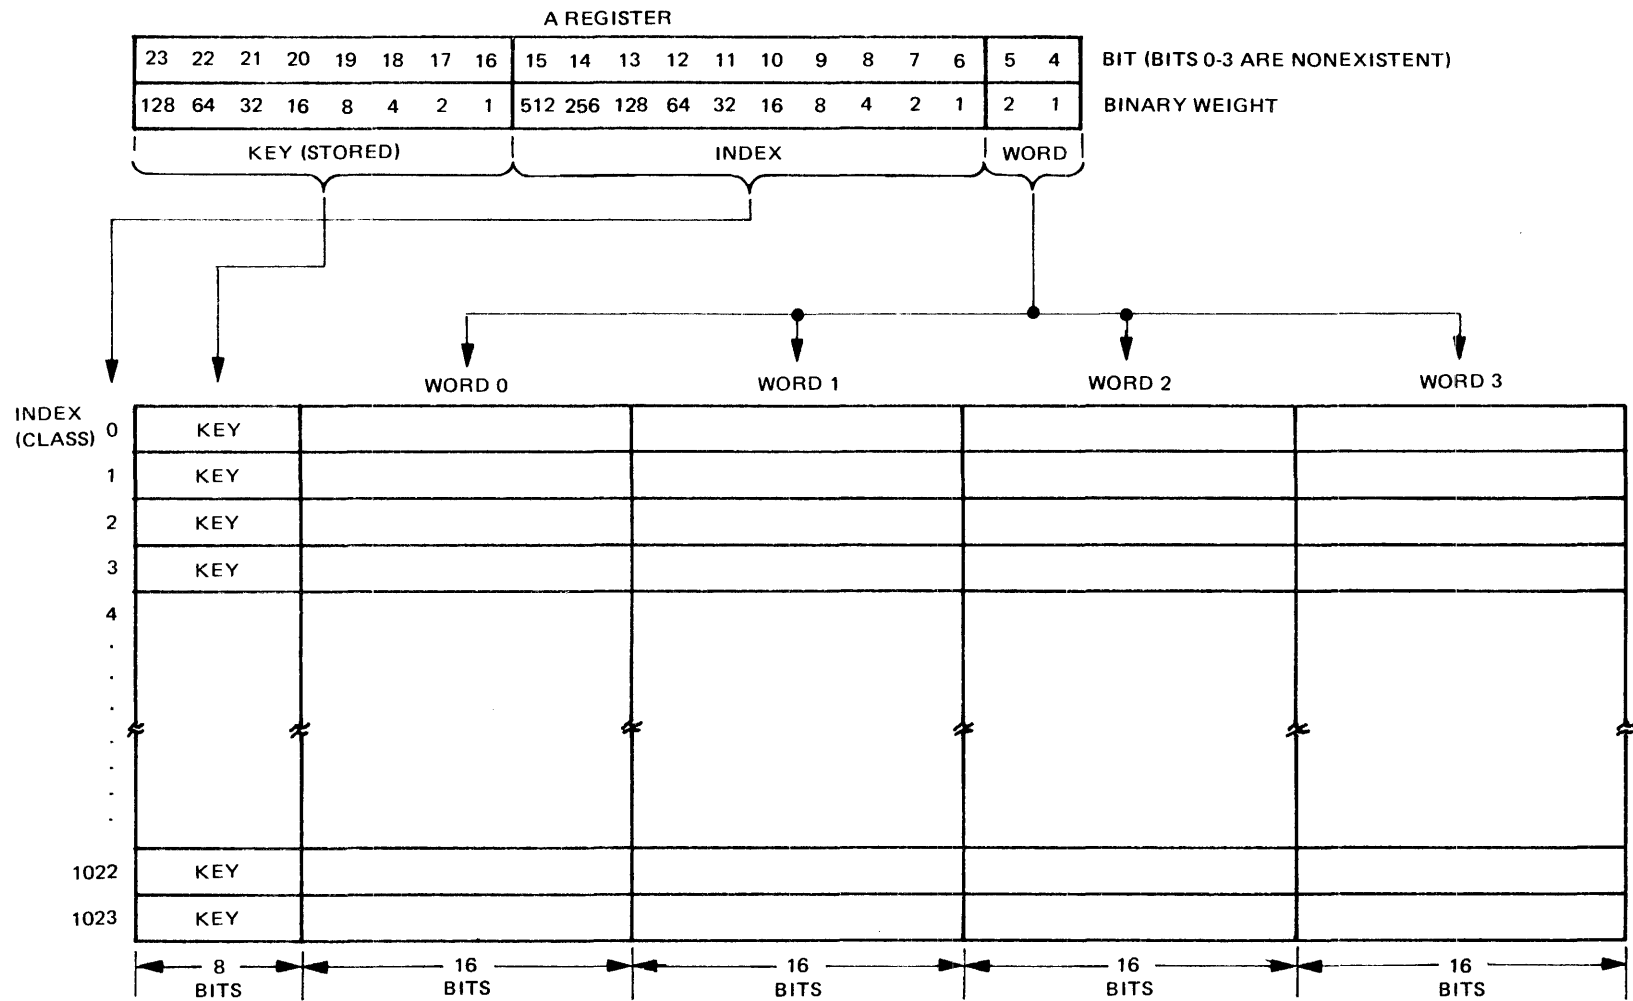 A REGISTER
23 22 21 20 19 18 17 16 15 14 13 12 11 10 9 8 7 6 5 4 BIT (BITS 0-3 ARE NONEXISTENT)
128 64 32 16 8 4 2 1 512 256 128 64 32 16 8 4 2 1 2 1 BINARY WEIGHT
KEY (STORED) INDEX WORD
WORD 0 WORD 1 WORD 2 WORD 3
INDEX
(CLASS) 0 KEY
1 KEY
2 KEY
3 KEY
4
.
.
.
.
.
.
.
1022 KEY
1023 KEY
8 16 16 16 16
BITS BITS BITS BITS BITS